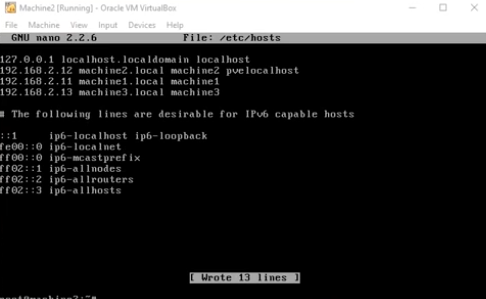 Machine2 [Running] - Oracle VM VirtualBox
File Machine View Input Devices Help
GNU nano 2.2.6 File: /etc/hosts
127.0.0.1 localhost.localdomain localhost
192.168.2.12 machine2.local machine2 pvelocalhost
192.168.2.11 machine1.local machine1
192.168.2.13 machine3.local machine3
# The following lines are desirable for IPv6 capable hosts
::1 ip6-localhost ip6-loopback
fe00::0 ip6-localnet
ff00::0 ip6-mcastprefix
ff02::1 ip6-allnodes
ff02::2 ip6-allrouters
ff02::3 ip6-allhosts
[ Wrote 13 lines ]
root@machine2:~#